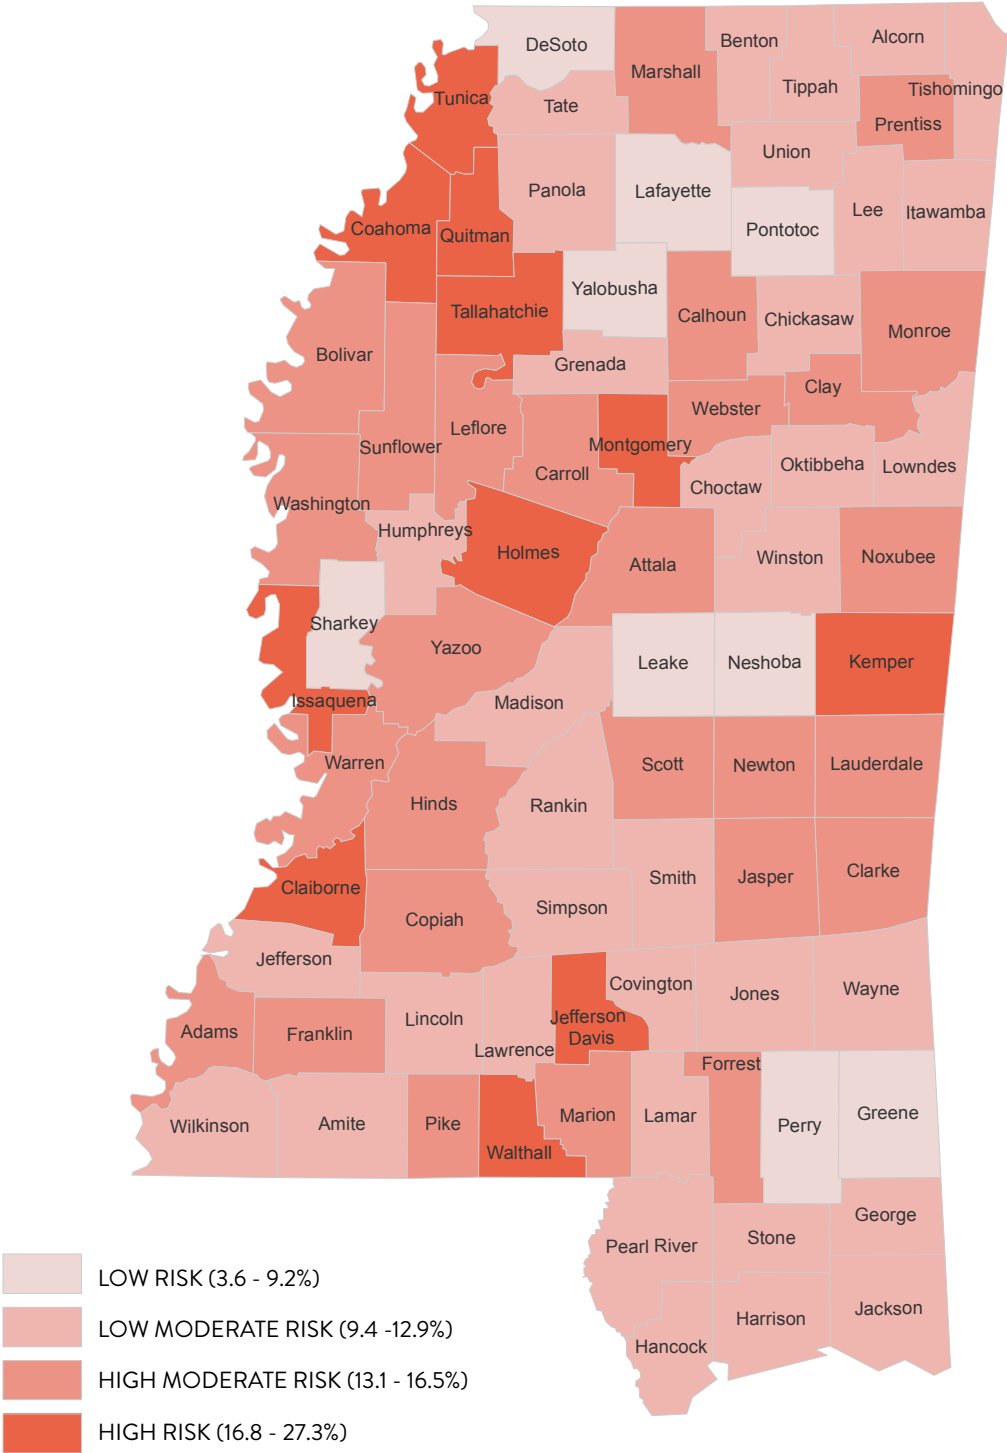 DeSoto
Benton
Alcorn
Marshall
Tippah
Tishomingo
Tunica
Tate
Prentiss
Union
Panola
Lafayette
Lee
Itawamba
Coahoma
Quitman
Pontotoc
Yalobusha
Tallahatchie
Calhoun
Chickasaw
Monroe
Bolivar
Grenada
Clay
Webster
Leflore
Sunflower
Montgomery
Carroll
Oktibbeha
Lowndes
Choctaw
Washington
Humphreys
Holmes
Attala
Winston
Noxubee
Sharkey
Yazoo
Leake
Neshoba
Kemper
Issaquena
Madison
Warren
Scott
Newton
Lauderdale
Hinds
Rankin
Claiborne
Smith
Jasper
Clarke
Copiah
Simpson
Jefferson
Covington
Jones
Wayne
Adams
Franklin
Lincoln
Jefferson
Davis
Lawrence
Forrest
Wilkinson
Amite
Pike
Marion
Lamar
Perry
Greene
Walthall
George
Pearl River
Stone
Jackson
Harrison
Hancock
LOW RISK (3.6 - 9.2%)
LOW MODERATE RISK (9.4 -12.9%)
HIGH MODERATE RISK (13.1 - 16.5%)
HIGH RISK (16.8 - 27.3%)